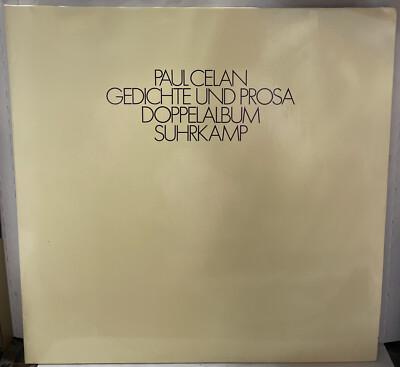 PAUL CELAN
GEDICHTE UND PROSA
DOPPELALBUM
SUHRKAMP